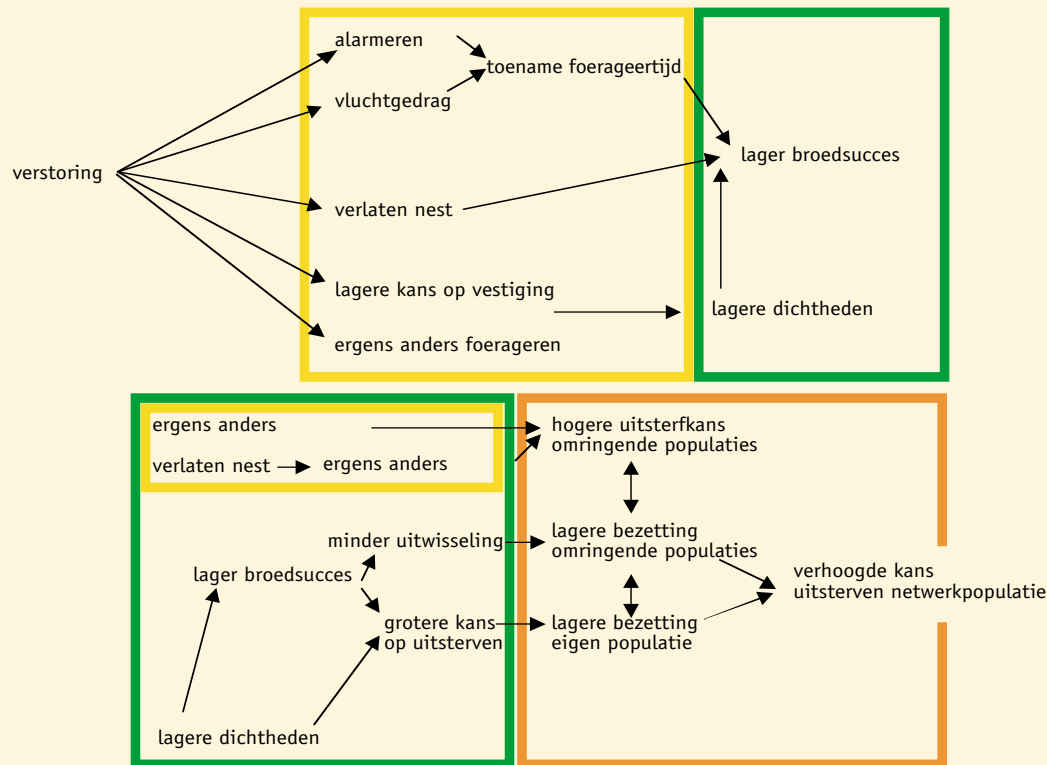 alarmeren
toename foerageertijd
vluchtgedrag
lager broedsucces
verstoring
verlaten nest
lagere kans op vestiging
lagere dichtheden
ergens anders foerageren
ergens anders
hogere uitsterfkans
omringende populaties
verlaten nest
ergens anders
minder uitwisseling
lagere bezetting
omringende populaties
lager broedsucces
verhoogde kans
uitsterven netwerkpopulatie
grotere kans
op uitsterven
lagere bezetting
eigen populatie
lagere dichtheden